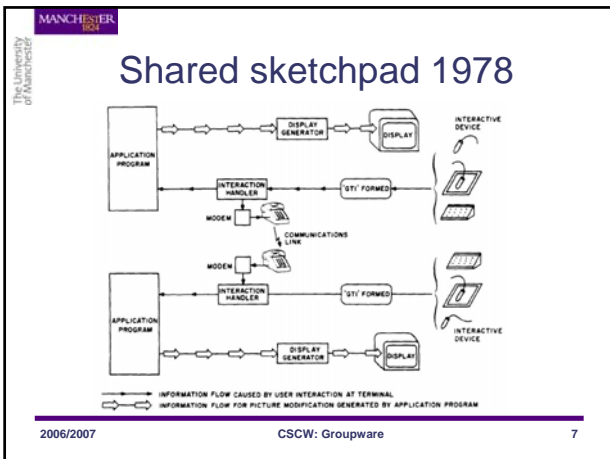 MANCHESTER
1824
The University
of Manchester
Shared sketchpad 1978
APPLICATION
PROGRAM
DISPLAY
GENERATOR
DISPLAY
INTERACTIVE
DEVICE
INTERACTION
HANDLER
'GTI' FORMED
MODEM
COMMUNICATIONS
LINK
MODEM
INTERACTION
HANDLER
'GTI' FORMED
APPLICATION
PROGRAM
INTERACTIVE
DEVICE
DISPLAY
GENERATOR
DISPLAY
INFORMATION FLOW CAUSED BY USER INTERACTION AT TERMINAL
INFORMATION FLOW FOR PICTURE MODIFICATION GENERATED BY APPLICATION PROGRAM
2006/2007 CSCW: Groupware 7